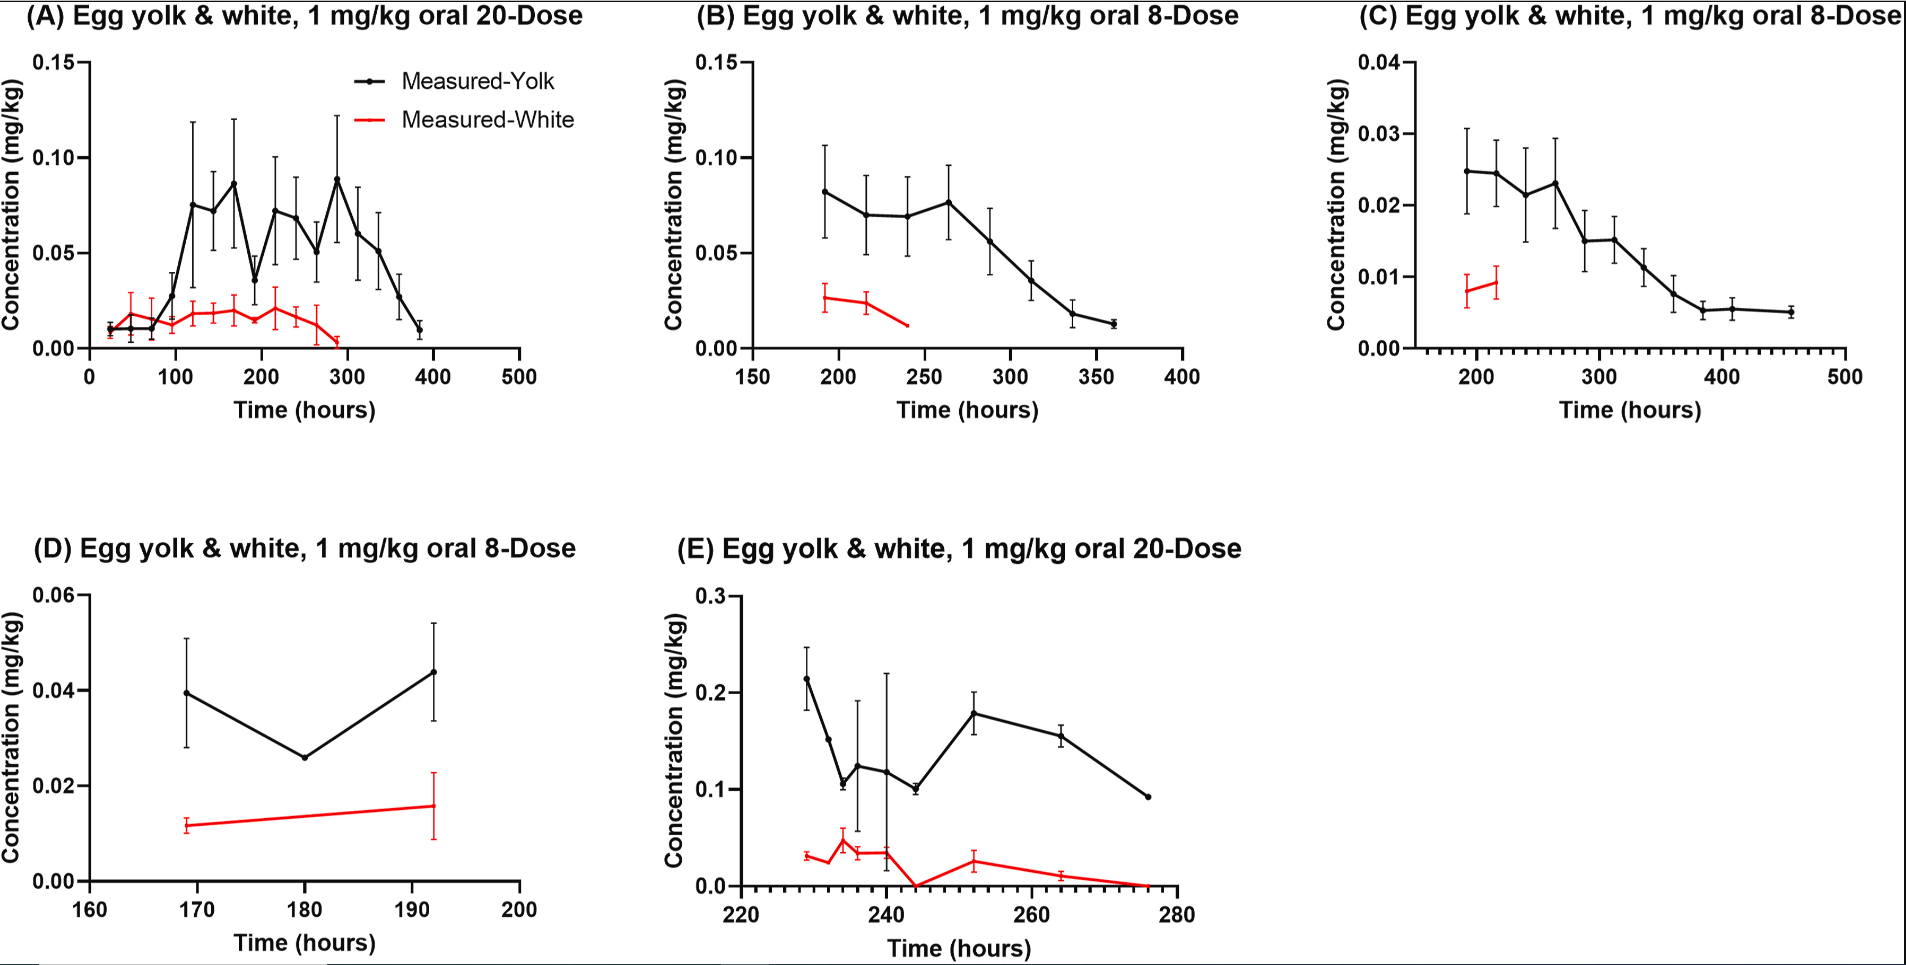 (A) Egg yolk & white, 1 mg/kg oral 20-Dose
Concentration (mg/kg)
0.15
0.10
0.05
0.00
Measured-Yolk
Measured-White
0 100 200 300 400 500
Time (hours)
(B) Egg yolk & white, 1 mg/kg oral 8-Dose
Concentration (mg/kg)
0.15
0.10
0.05
0.00
150 200 250 300 350 400
Time (hours)
(C) Egg yolk & white, 1 mg/kg oral 8-Dose
Concentration (mg/kg)
0.04
0.03
0.02
0.01
0.00
200 300 400 500
Time (hours)
(D) Egg yolk & white, 1 mg/kg oral 8-Dose
Concentration (mg/kg)
0.06
0.04
0.02
0.00
160 170 180 190 200
Time (hours)
(E) Egg yolk & white, 1 mg/kg oral 20-Dose
Concentration (mg/kg)
0.3
0.2
0.1
0.0
220 240 260 280
Time (hours)